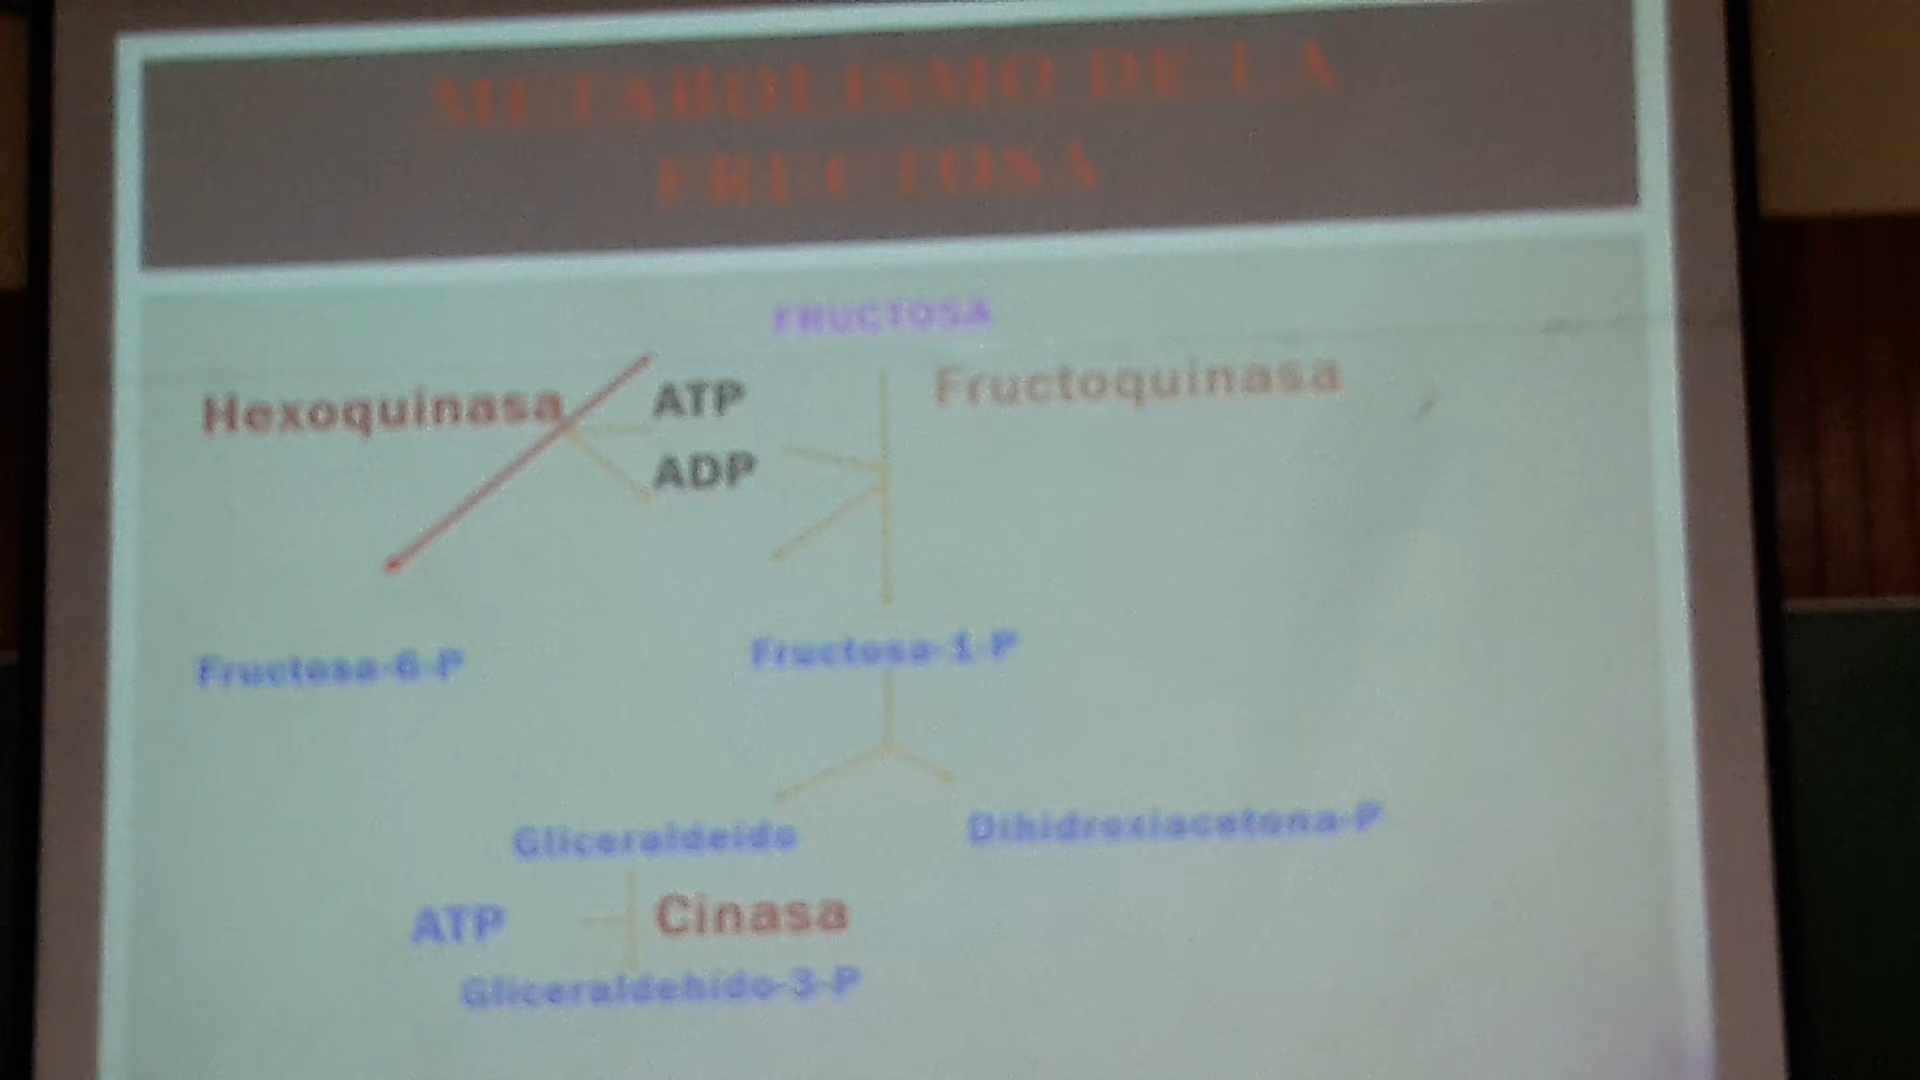 METABOLISMO DE LA
FRUCTOSA
FRUCTOSA
Hexoquinasa
ATP
Fructoquinasa
ADP
Fructosa-6-P
Fructosa-1-P
Gliceraldeido
Dihidroxiacetona-P
ATP
Cinasa
Gliceraldehido-3-P